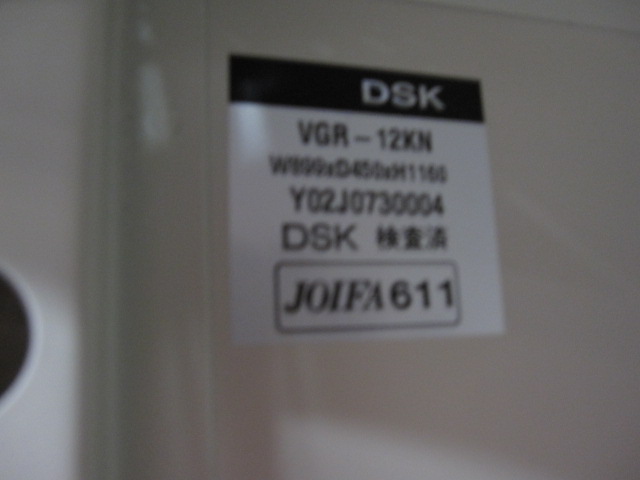 DSK
VGR-12KN
W899xD450xH1160
Y02J0730004
DSK 検査済
JOIFA611